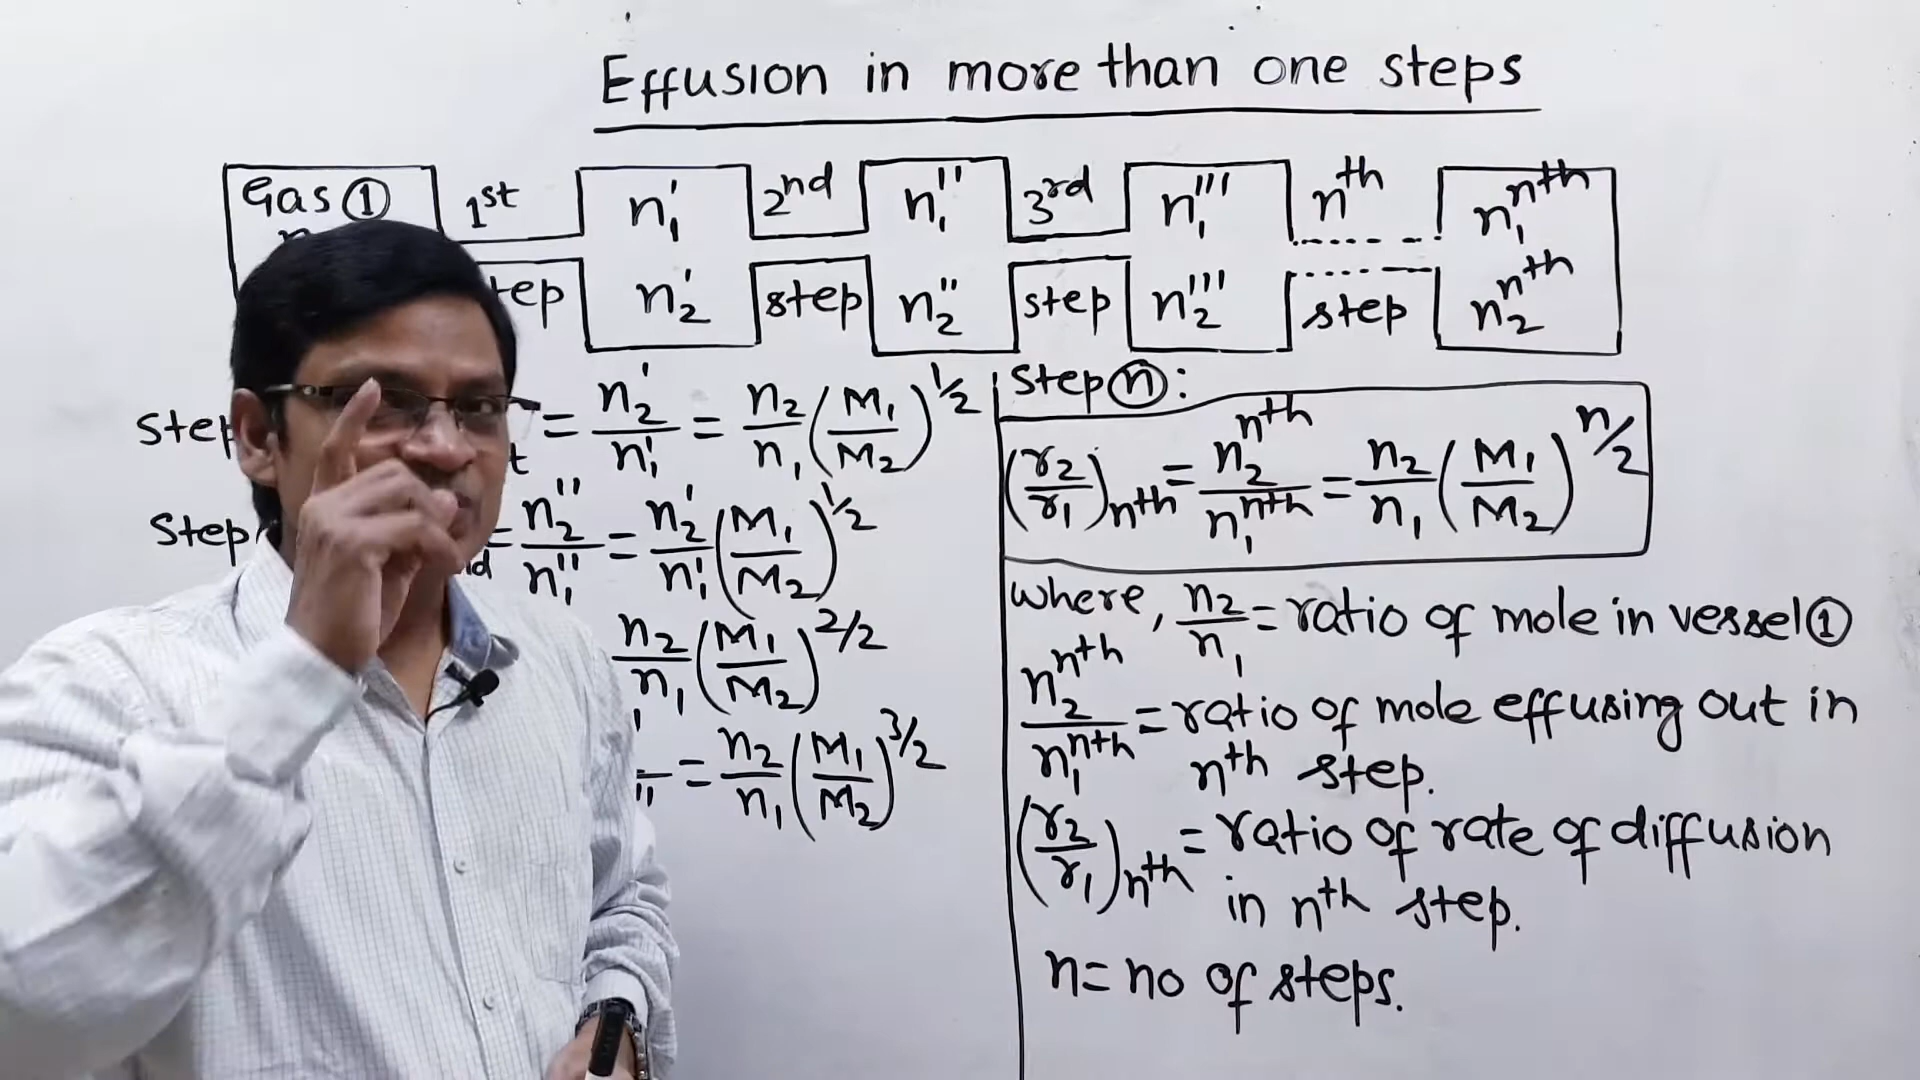 Effusion in more than one steps
Gas ①
1st
n₁′
2nd
n₁″
3rd
n₁‴
nth
n₁ⁿᵗʰ
n₂′
step
n₂″
step
n₂‴
step
n₂ⁿᵗʰ
Step = n₂′/n₁′ = n₂/n₁ (M₁/M₂)^1/2
Step = n₂″/n₁″ = n₂′/n₁′ (M₁/M₂)^1/2
n₂/n₁ (M₁/M₂)^2/2
= n₂/n₁ (M₁/M₂)^3/2
Step ⓝ:
(r₂/r₁)nth = n₂ⁿᵗʰ/n₁ⁿᵗʰ = n₂/n₁ (M₁/M₂)^n/2
where, n₂/n₁ = ratio of mole in vessel ①
n₂ⁿᵗʰ/n₁ⁿᵗʰ = ratio of mole effusing out in
nth step.
(r₂/r₁)nth = ratio of rate of diffusion
in nth step.
n = no of steps.